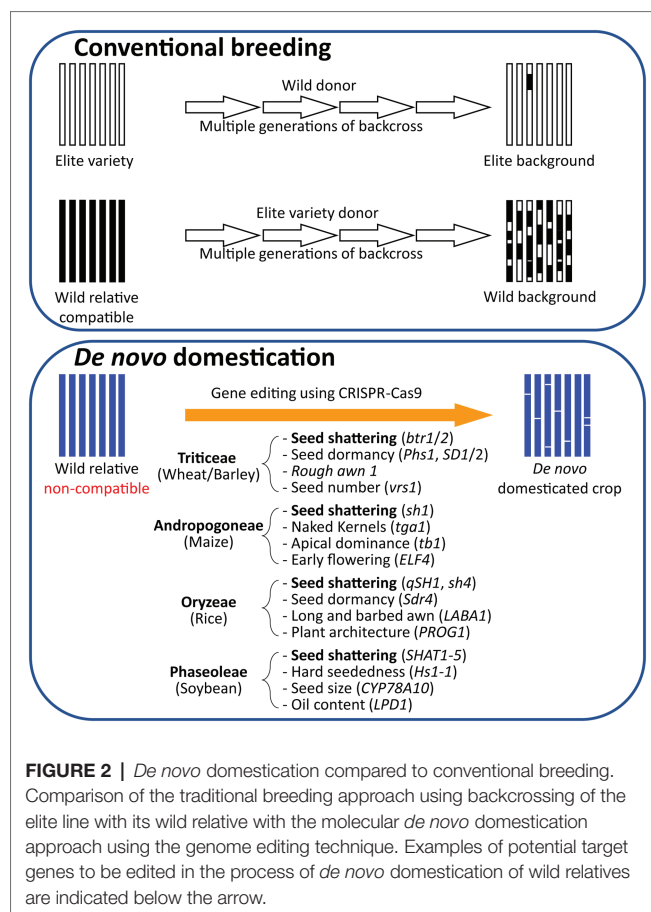 Conventional breeding
Wild donor
Multiple generations of backcross
Elite variety
Elite background
Elite variety donor
Multiple generations of backcross
Wild relative
compatible
Wild background
De novo domestication
Gene editing using CRISPR-Cas9
Wild relative
non-compatible
De novo
domesticated crop
Triticeae
(Wheat/Barley)
- Seed shattering (btr1/2)
- Seed dormancy (Phs1, SD1/2)
- Rough awn 1
- Seed number (vrs1)
Andropogoneae
(Maize)
- Seed shattering (sh1)
- Naked Kernels (tga1)
- Apical dominance (tb1)
- Early flowering (ELF4)
Oryzeae
(Rice)
- Seed shattering (qSH1, sh4)
- Seed dormancy (Sdr4)
- Long and barbed awn (LABA1)
- Plant architecture (PROG1)
Phaseoleae
(Soybean)
- Seed shattering (SHAT1-5)
- Hard seededness (Hs1-1)
- Seed size (CYP78A10)
- Oil content (LPD1)
FIGURE 2 | De novo domestication compared to conventional breeding.
Comparison of the traditional breeding approach using backcrossing of the
elite line with its wild relative with the molecular de novo domestication
approach using the genome editing technique. Examples of potential target
genes to be edited in the process of de novo domestication of wild relatives
are indicated below the arrow.